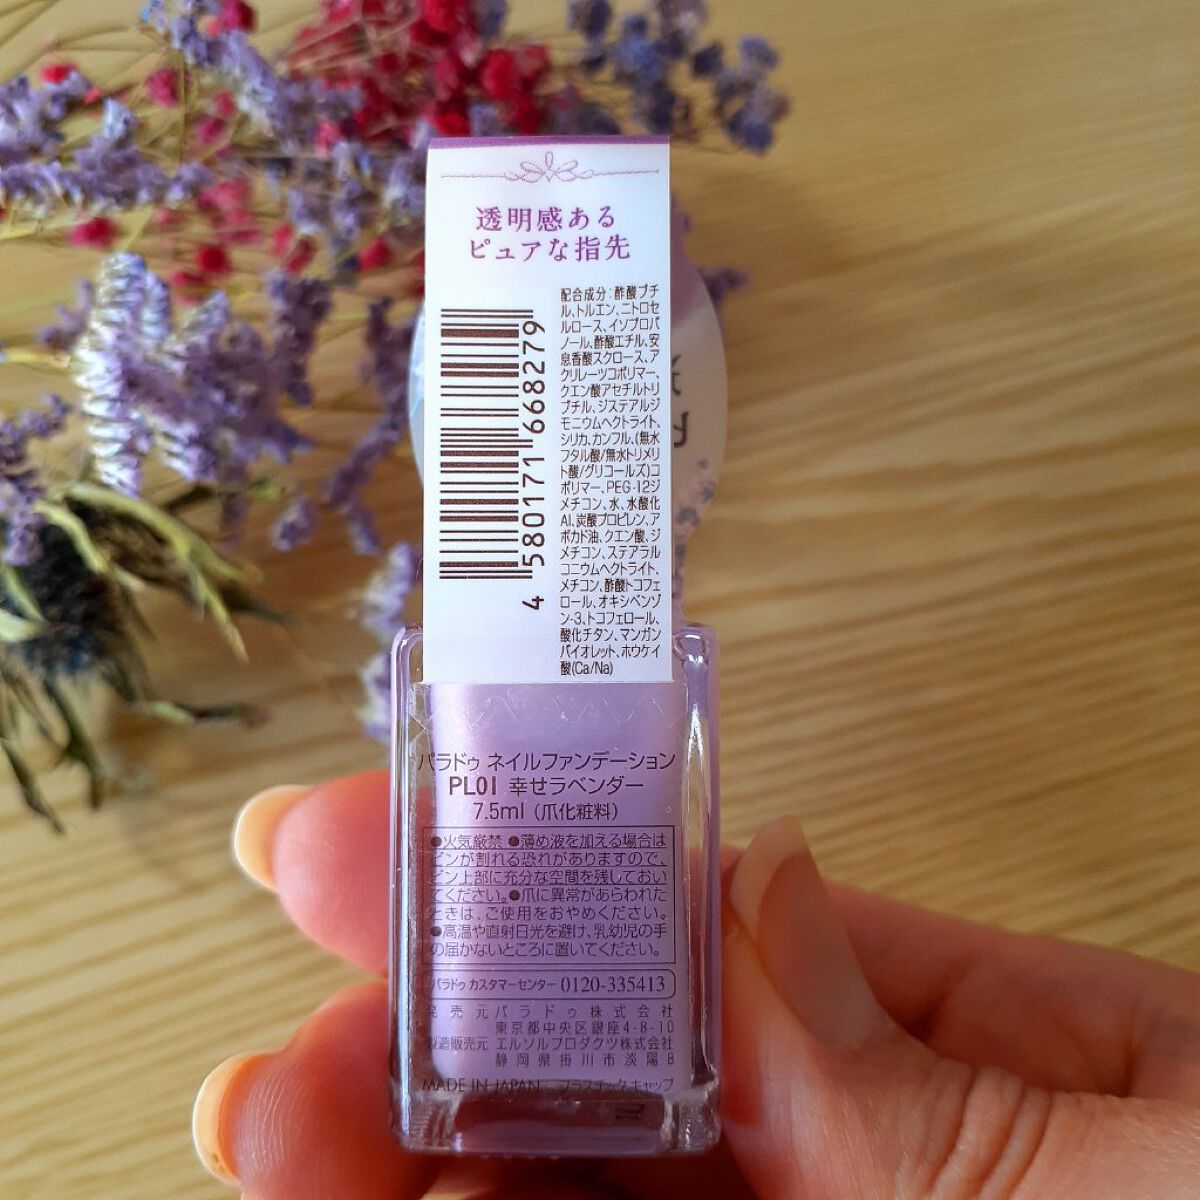 透明感ある
ピュアな指先
配合成分:酢酸ブチ
ル、トルエン、ニトロセ
ルロース、イソプロパ
ノール、酢酸エチル、安
息香酸スクロース、ア
クリレーツコポリマー、
クエン酸アセチルトリ
ブチル、ジステアルジ
モニウムヘクトライト、
シリカ、カンフル、(無水
フタル酸/無水トリメリ
ト酸/グリコールズ)コ
ポリマー、PEG-12ジ
メチコン、水、水酸化
Al、炭酸プロピレン、ア
ボカド油、クエン酸、ジ
メチコン、ステアラル
コニウムヘクトライト、
メチコン、酢酸トコフェ
ロール、オキシベンゾ
ン-3、トコフェロール、
酸化チタン、マンガン
バイオレット、ホウケイ
酸(Ca/Na)
4 580171 668279
パラドゥ ネイルファンデーション
PL01 幸せラベンダー
7.5ml (爪化粧料)
●火気厳禁 ●薄め液を加える場合は
ビンが割れる恐れがありますので、
ビン上部に充分な空間を残しておい
てください。●爪に異常があらわれた
ときは、ご使用をおやめください。
●高温や直射日光を避け、乳幼児の手
の届かないところに置いてください。
パラドゥ カスタマーセンター 0120-335413
発売元 パラドゥ株式会社
東京都中央区銀座4-8-10
製造販売元 エルソルプロダクツ株式会社
静岡県掛川市淡陽8
MADE IN JAPAN プラスチックキャップ